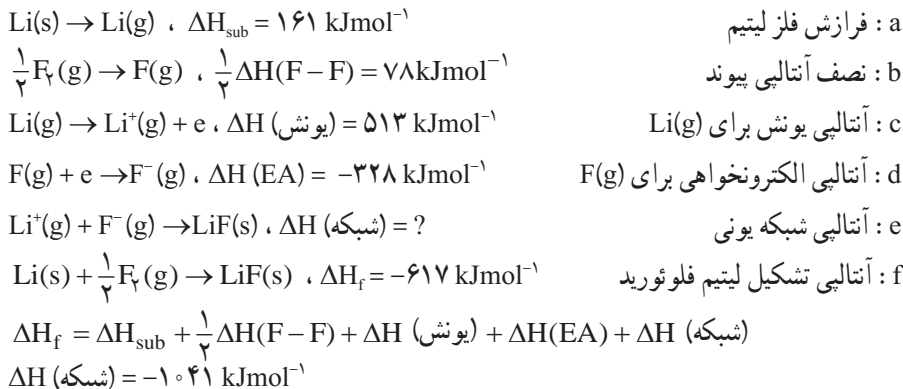 a : فرازش فلز لیتیم Li(s) → Li(g) ، ΔH_sub = ۱۶۱ kJmol⁻¹
b : نصف آنتالپی پیوند ½F₂(g) → F(g) ، ½ΔH(F − F) = ۷۸kJmol⁻¹
c : آنتالپی یونش برای Li(g) Li(g) → Li⁺(g) + e ، ΔH (یونش) = ۵۱۳ kJmol⁻¹
d : آنتالپی الکترونخواهی برای F(g) F(g) + e → F⁻(g) ، ΔH (EA) = −۳۲۸ kJmol⁻¹
e : آنتالپی شبکه یونی Li⁺(g) + F⁻(g) → LiF(s) ، ΔH (شبکه) = ?
f : آنتالپی تشکیل لیتیم فلوئورید Li(s) + ½F₂(g) → LiF(s) ، ΔH_f = −۶۱۷ kJmol⁻¹
ΔH_f = ΔH_sub + ½ΔH(F − F) + ΔH (یونش) + ΔH(EA) + ΔH (شبکه)
ΔH (شبکه) = −۱۰۴۱ kJmol⁻¹